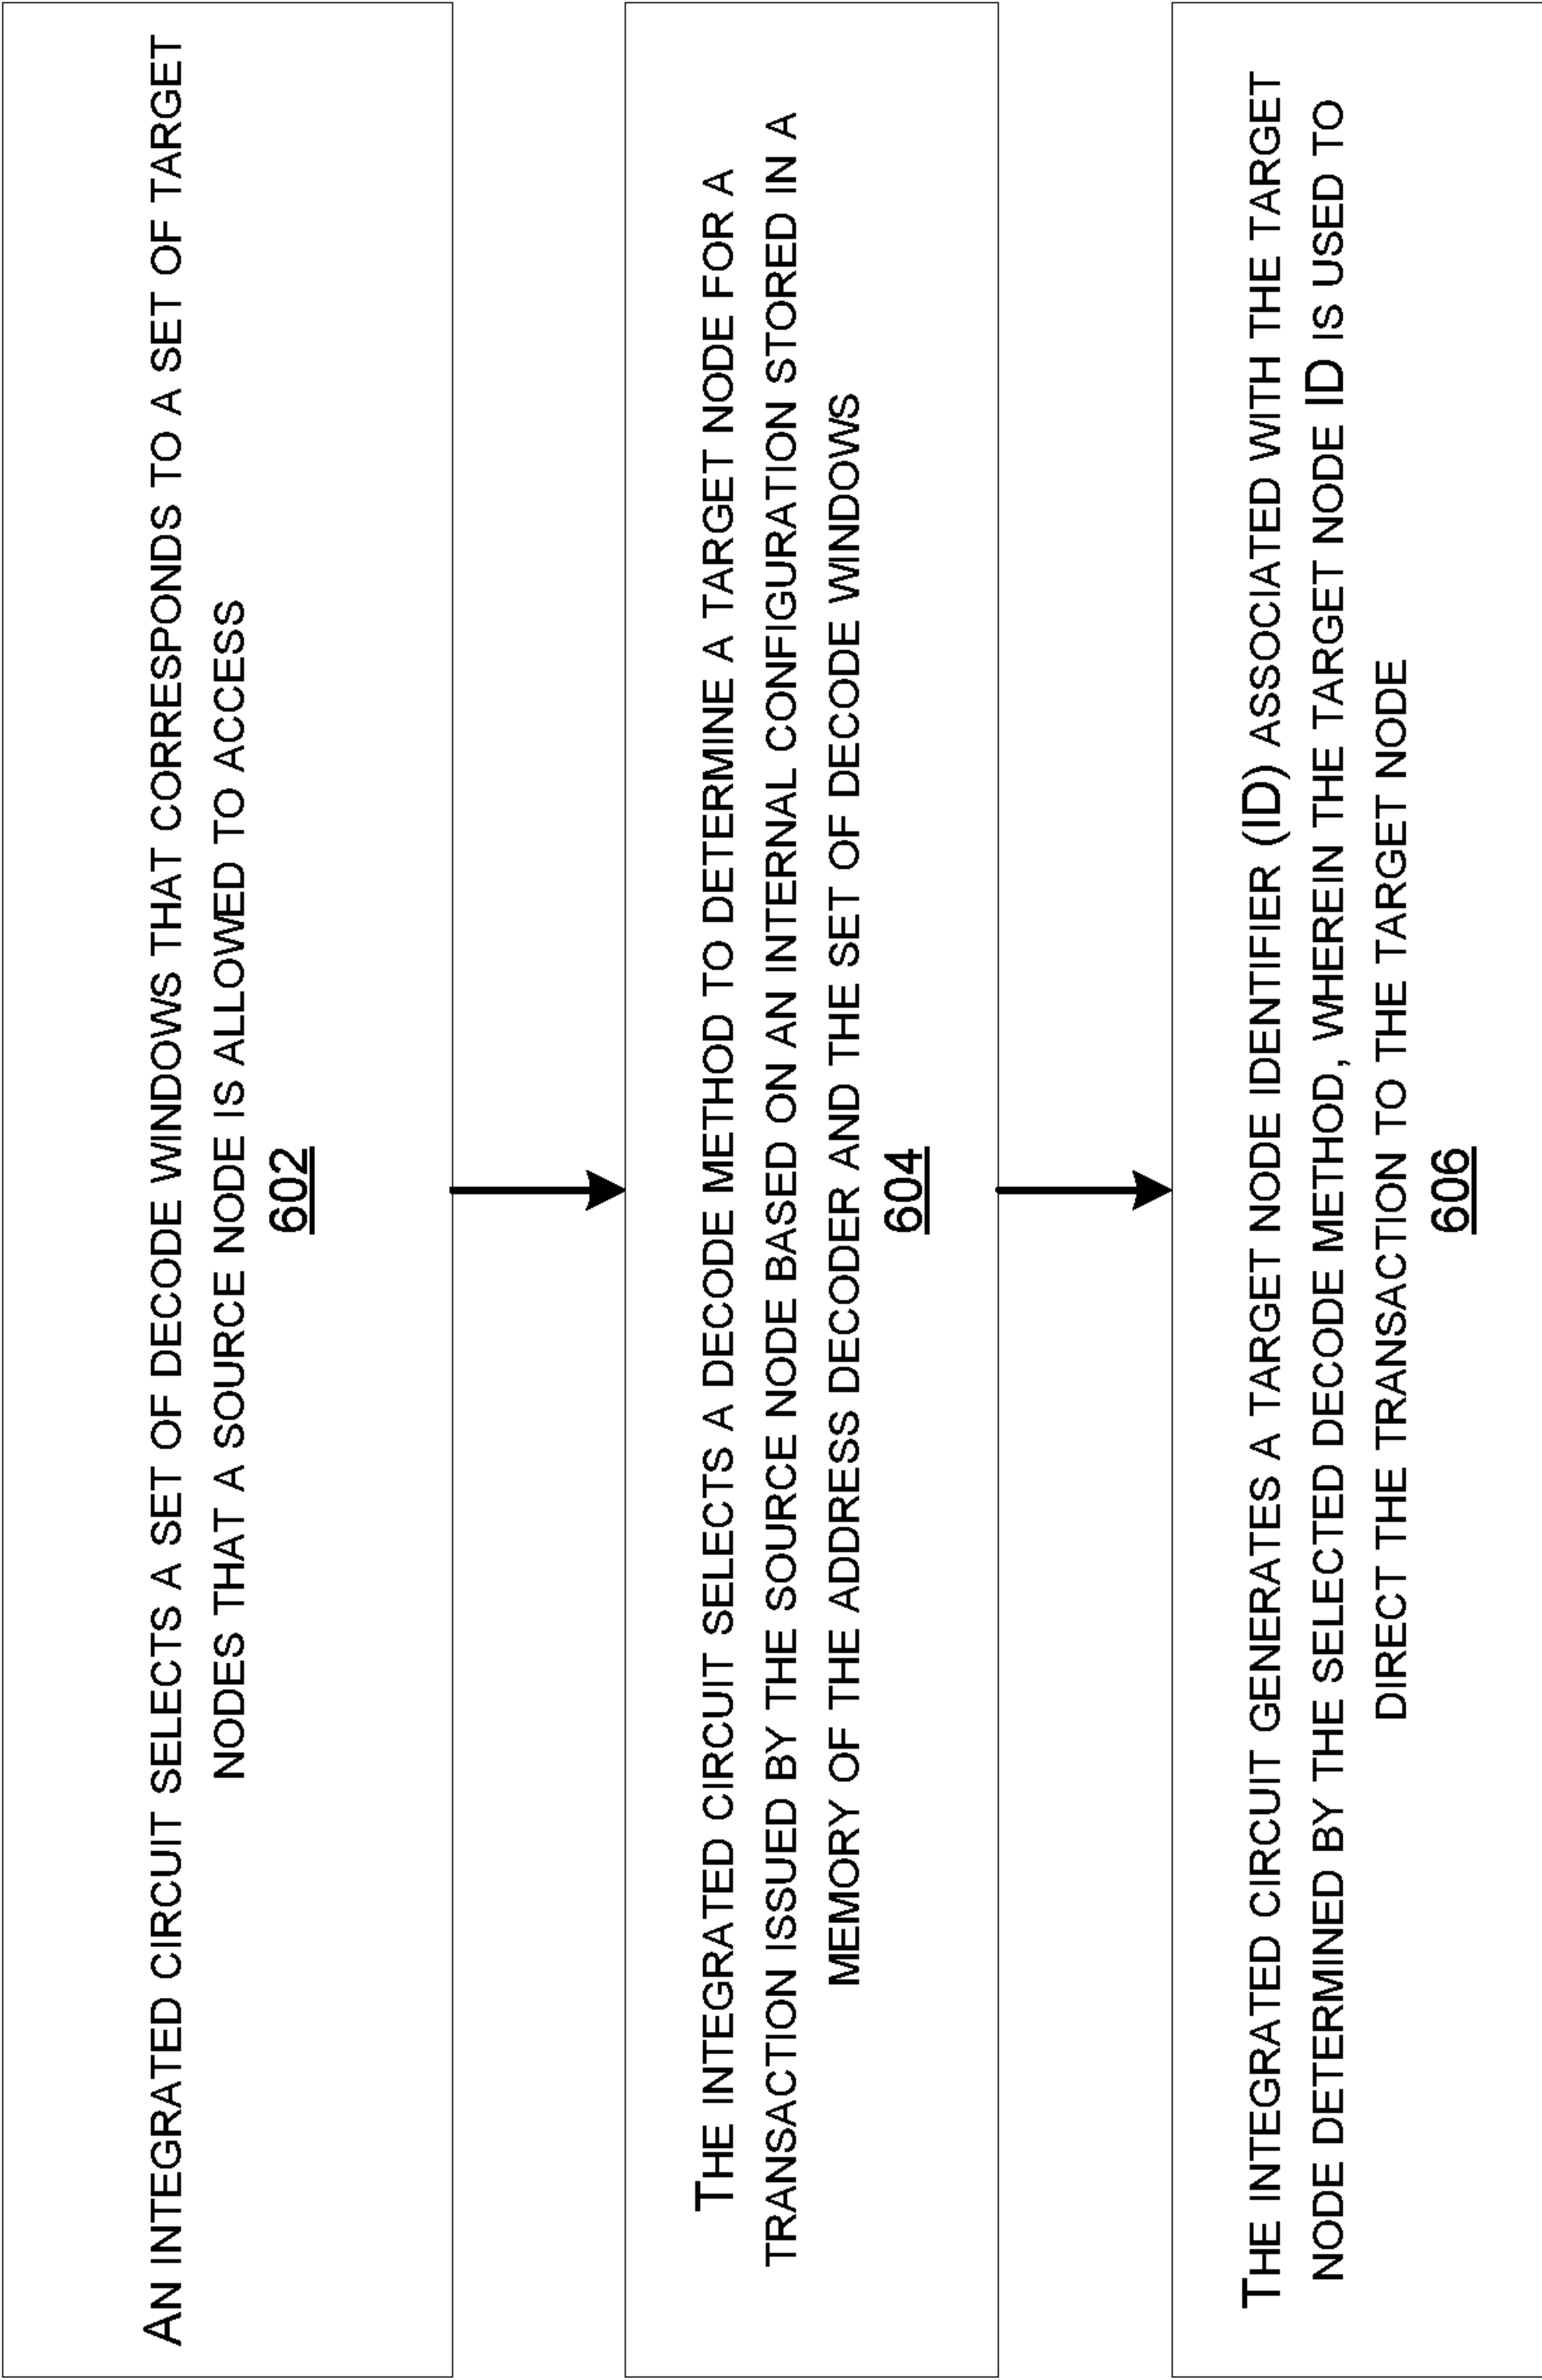 AN INTEGRATED CIRCUIT SELECTS A SET OF DECODE WINDOWS THAT CORRESPONDS TO A SET OF TARGET
NODES THAT A SOURCE NODE IS ALLOWED TO ACCESS
602
THE INTEGRATED CIRCUIT SELECTS A DECODE METHOD TO DETERMINE A TARGET NODE FOR A
TRANSACTION ISSUED BY THE SOURCE NODE BASED ON AN INTERNAL CONFIGURATION STORED IN A
MEMORY OF THE ADDRESS DECODER AND THE SET OF DECODE WINDOWS
604
THE INTEGRATED CIRCUIT GENERATES A TARGET NODE IDENTIFIER (ID)) ASSOCIATED WITH THE TARGET
NODE DETERMINED BY THE SELECTED DECODE METHOD, WHEREIN THE TARGET NODE ID IS USED TO
DIRECT THE TRANSACTION TO THE TARGET NODE
606